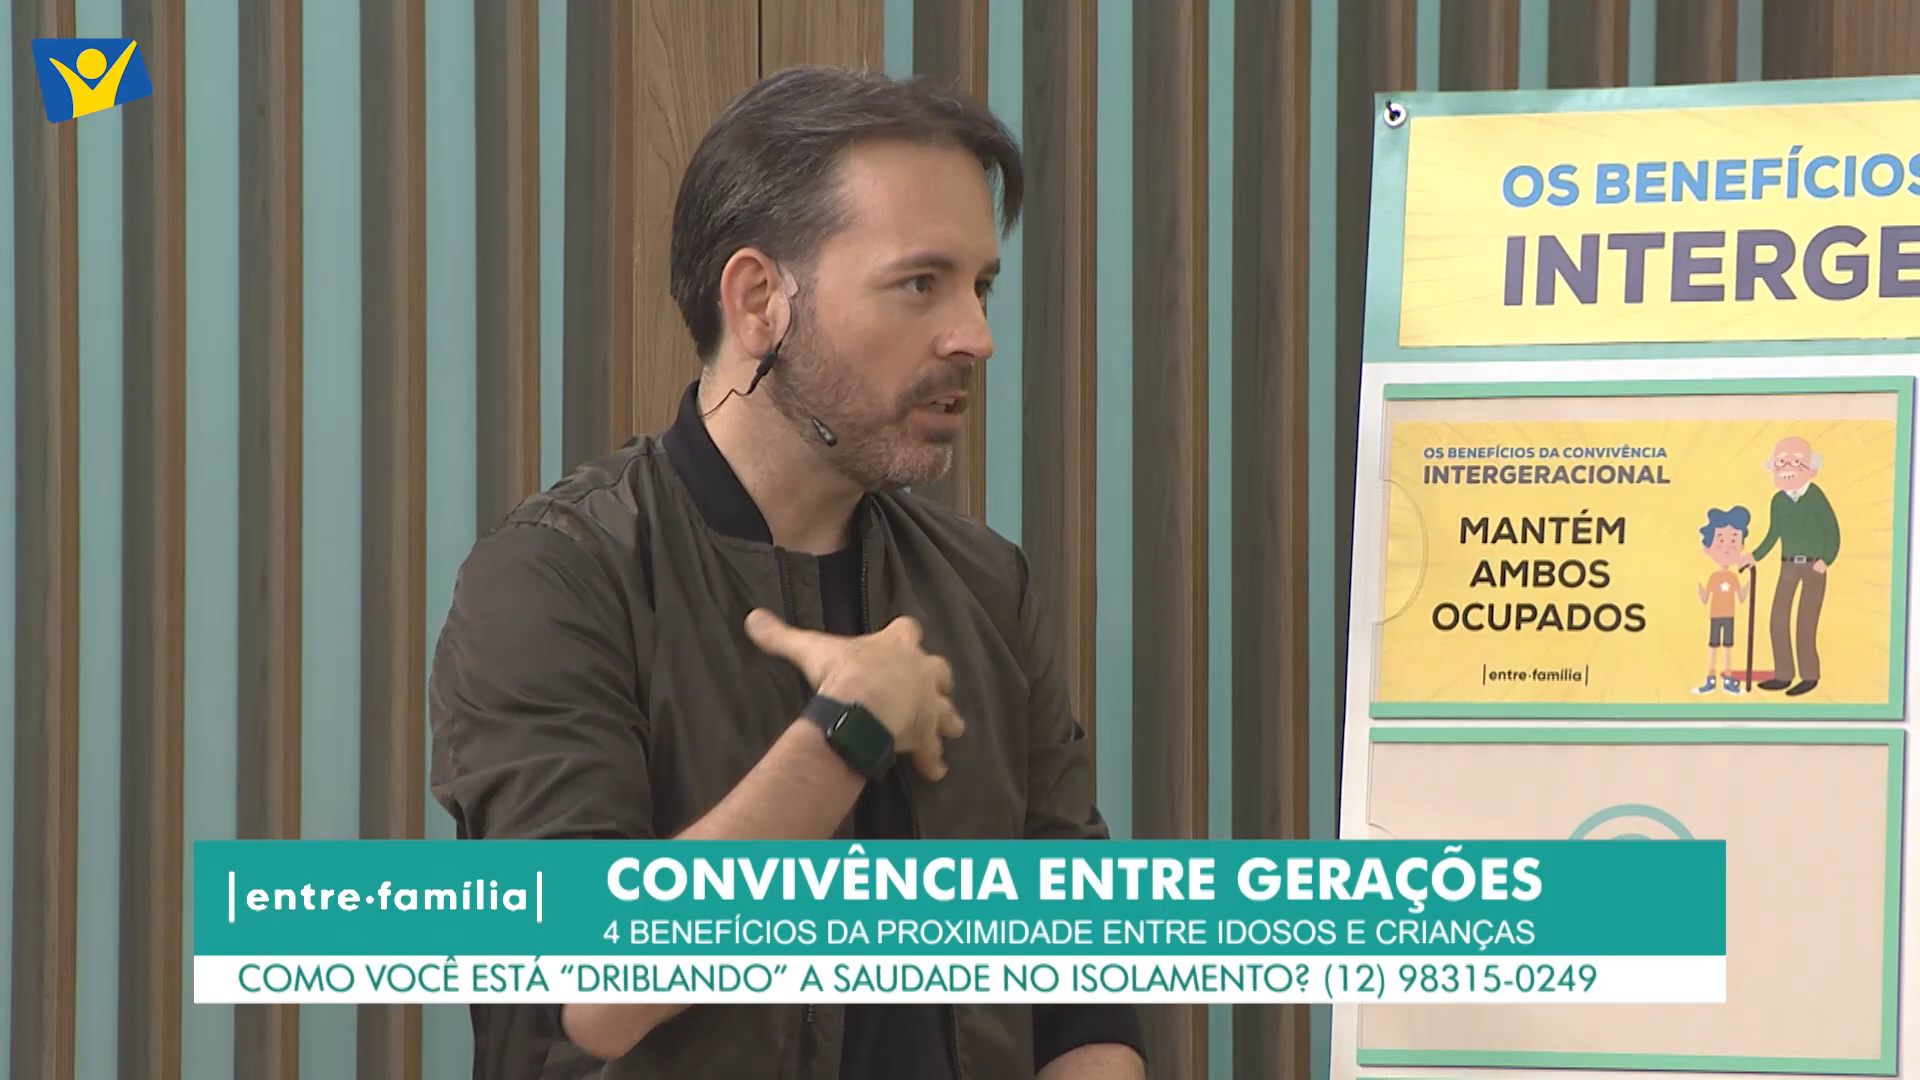 OS BENEFÍCIOS
INTERGE
OS BENEFÍCIOS DA CONVIVÊNCIA
INTERGERACIONAL
MANTÉM
AMBOS
OCUPADOS
|entre·família|
|entre·família|
CONVIVÊNCIA ENTRE GERAÇÕES
4 BENEFÍCIOS DA PROXIMIDADE ENTRE IDOSOS E CRIANÇAS
COMO VOCÊ ESTÁ “DRIBLANDO” A SAUDADE NO ISOLAMENTO? (12) 98315-0249